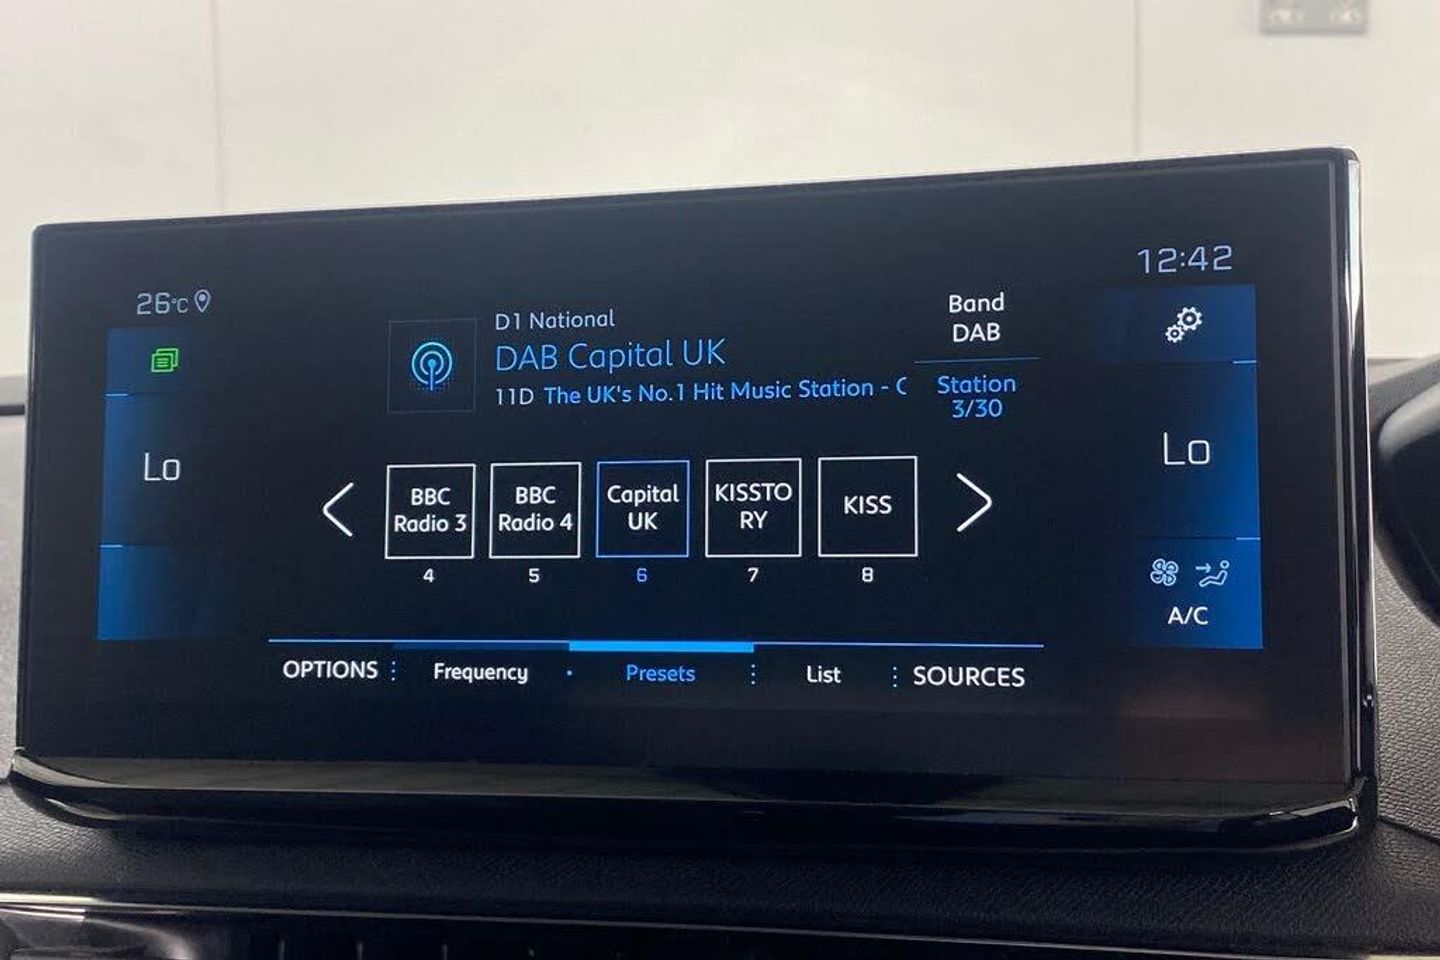 12:42
26°C
D1 National
DAB Capital UK
11D The UK's No.1 Hit Music Station - C
Band
DAB
Station
3/30
Lo
Lo
BBC
Radio 3
BBC
Radio 4
Capital
UK
KISSTO
RY
KISS
4
5
6
7
8
A/C
OPTIONS
Frequency
Presets
List
SOURCES